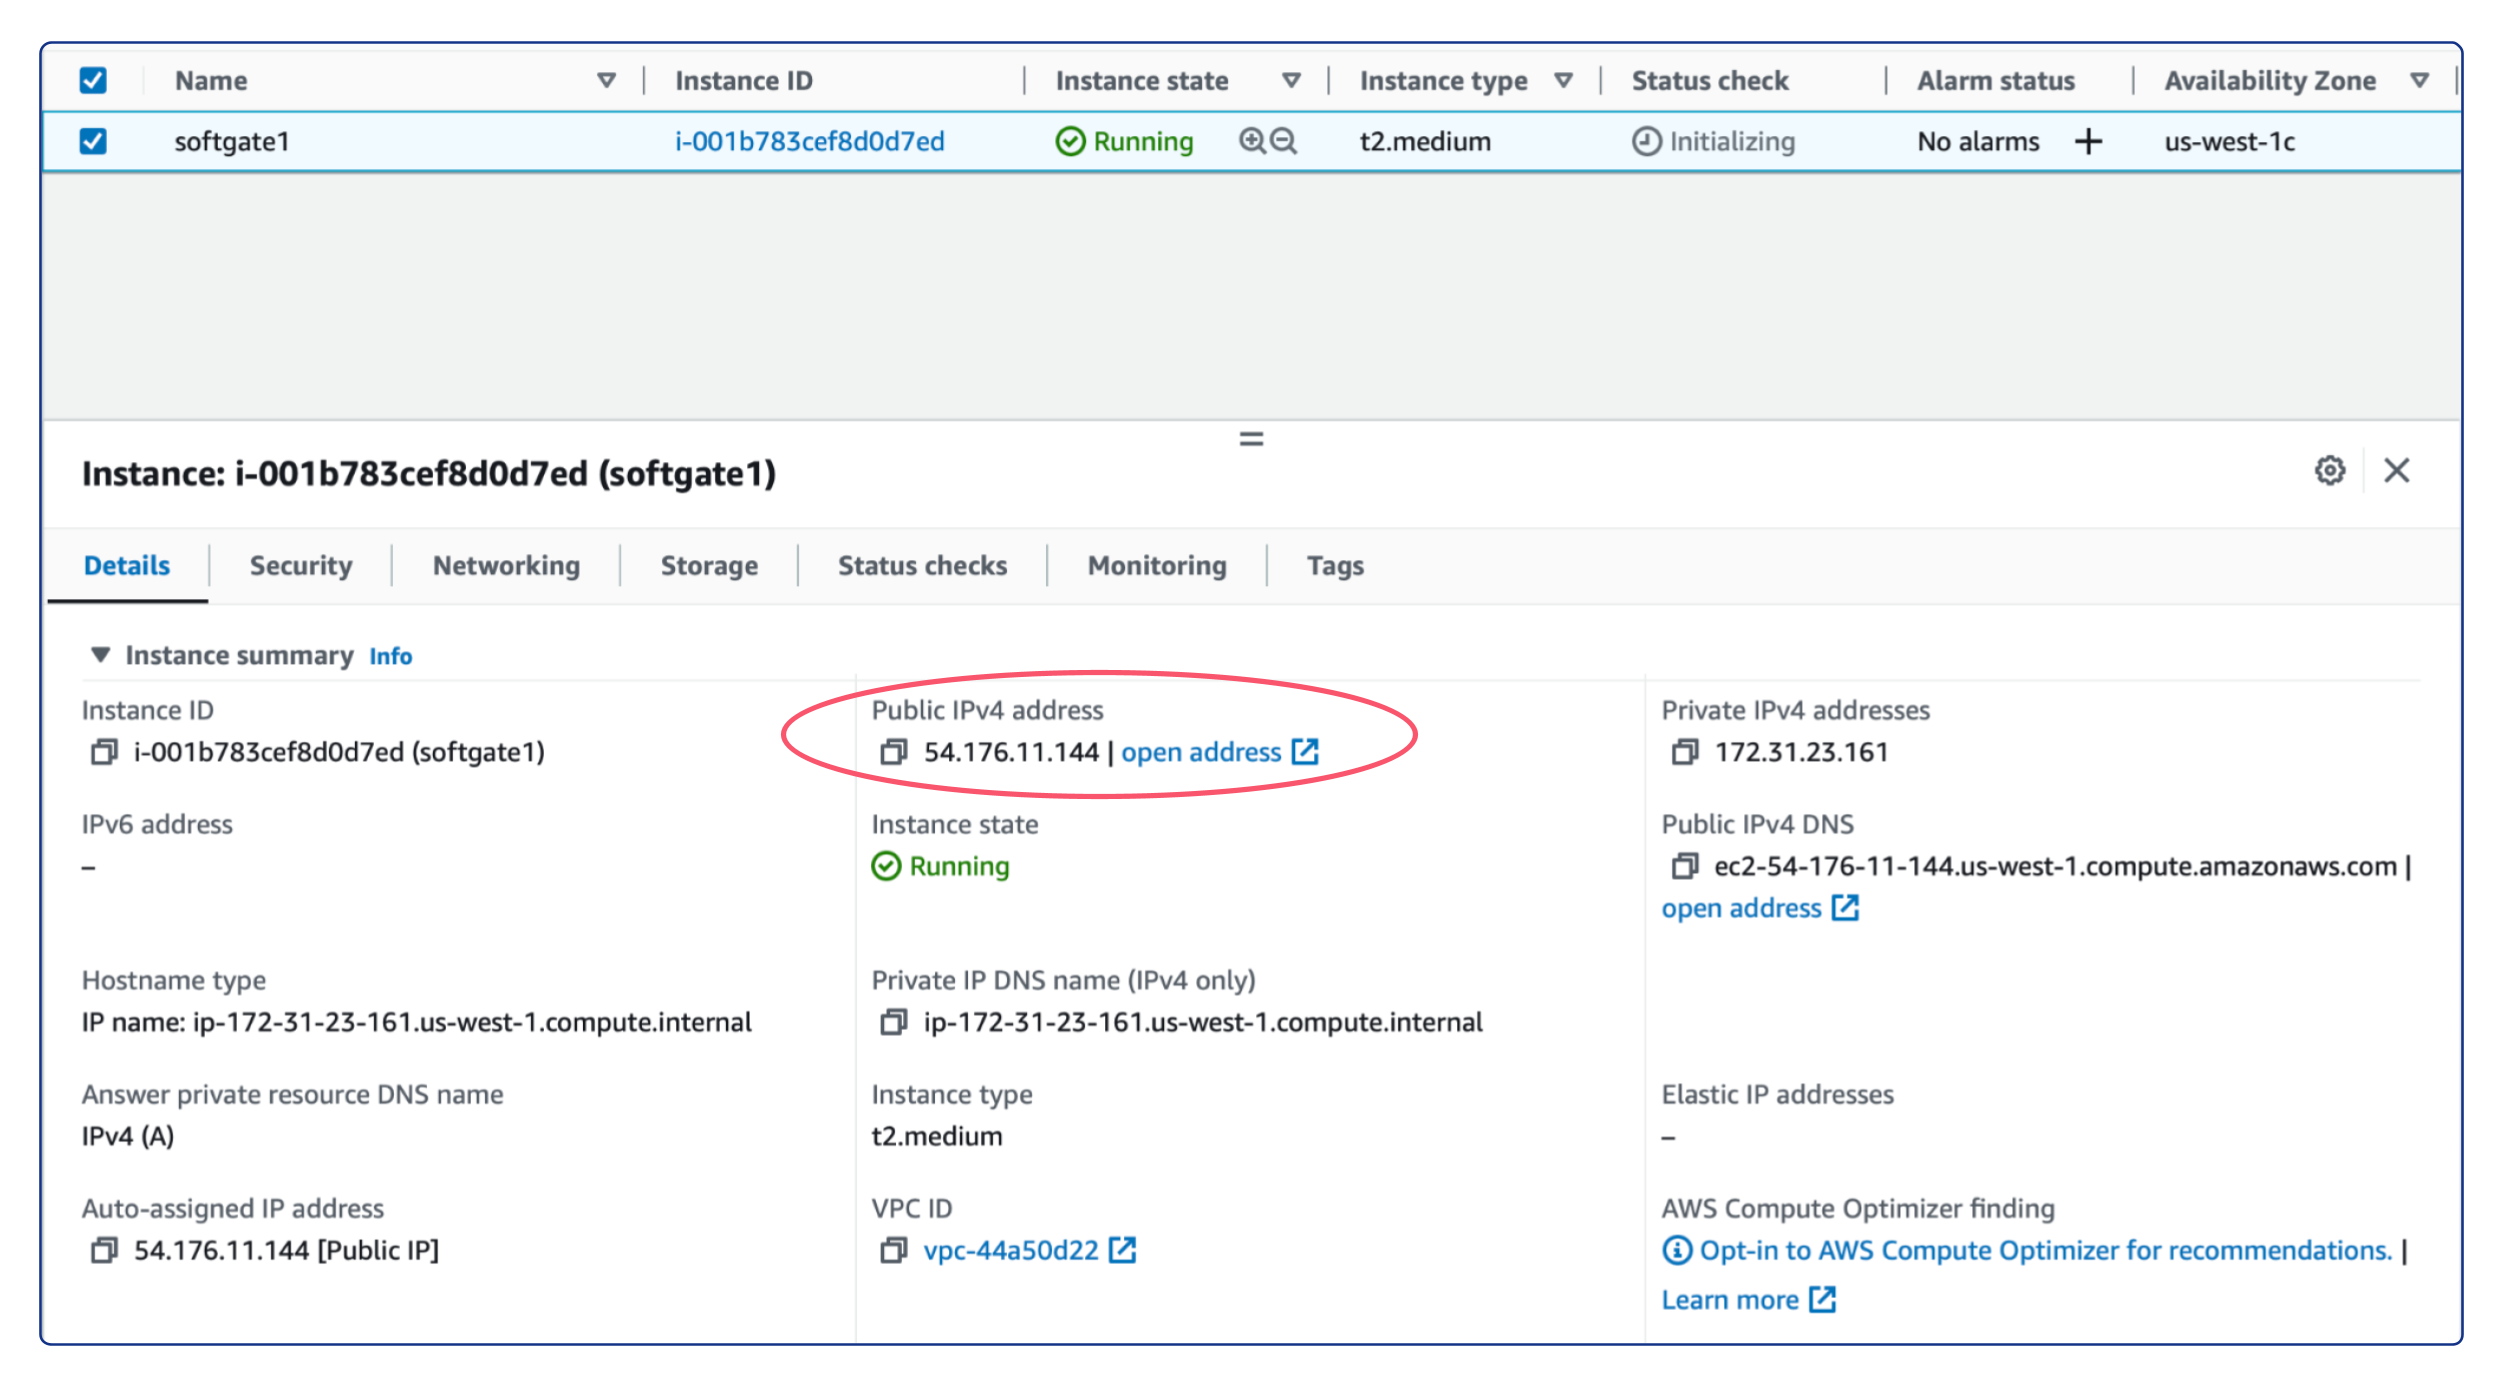 Name Instance ID Instance state Instance type Status check Alarm status Availability Zone
softgate1 i-001b783cef8d0d7ed Running t2.medium Initializing No alarms + us-west-1c
Instance: i-001b783cef8d0d7ed (softgate1)
Details Security Networking Storage Status checks Monitoring Tags
Instance summary Info
Instance ID Public IPv4 address Private IPv4 addresses
i-001b783cef8d0d7ed (softgate1) 54.176.11.144 | open address 172.31.23.161
IPv6 address Instance state Public IPv4 DNS
– Running ec2-54-176-11-144.us-west-1.compute.amazonaws.com |
open address
Hostname type Private IP DNS name (IPv4 only)
IP name: ip-172-31-23-161.us-west-1.compute.internal ip-172-31-23-161.us-west-1.compute.internal
Answer private resource DNS name Instance type Elastic IP addresses
IPv4 (A) t2.medium –
Auto-assigned IP address VPC ID AWS Compute Optimizer finding
54.176.11.144 [Public IP] vpc-44a50d22 Opt-in to AWS Compute Optimizer for recommendations. |
Learn more